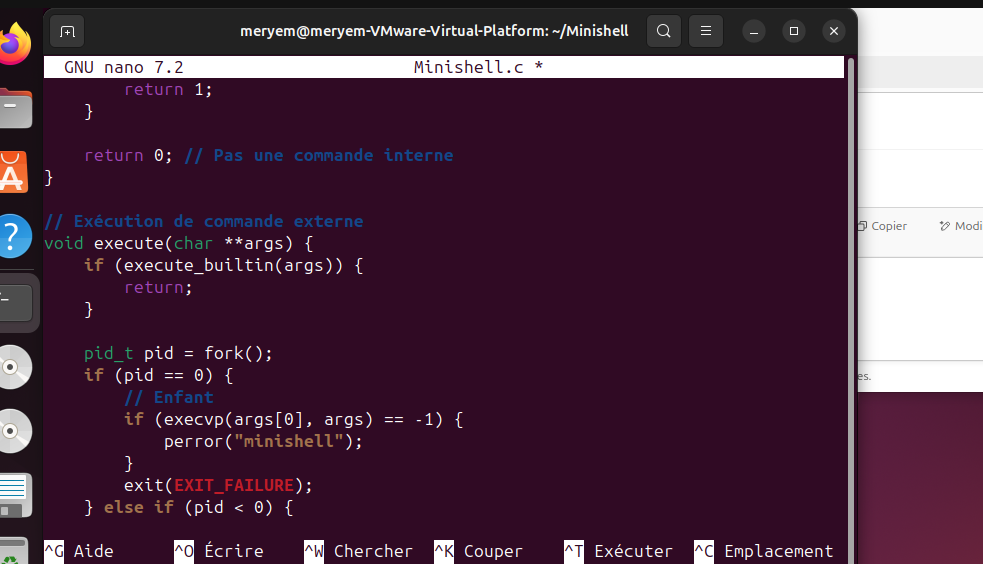 meryem@meryem-VMware-Virtual-Platform: ~/Minishell
GNU nano 7.2 Minishell.c *
return 1;
}
return 0; // Pas une commande interne
}
// Exécution de commande externe
void execute(char **args) {
if (execute_builtin(args)) {
return;
}
pid_t pid = fork();
if (pid == 0) {
// Enfant
if (execvp(args[0], args) == -1) {
perror("minishell");
}
exit(EXIT_FAILURE);
} else if (pid < 0) {
^G Aide ^O Écrire ^W Chercher ^K Couper ^T Exécuter ^C Emplacement
Copier Modi
es.